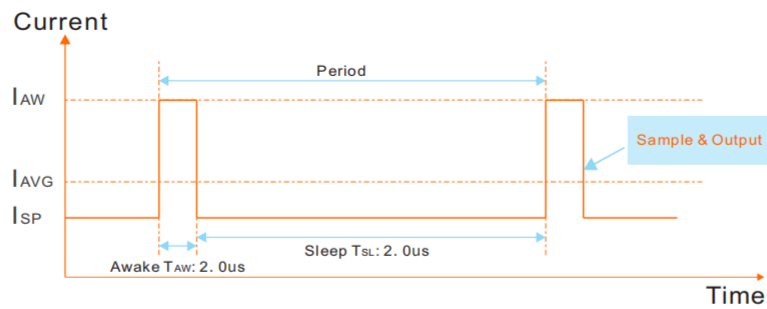 Current
Period
IAW
Sample & Output
IAVG
ISP
Sleep TSL: 2. 0us
Awake TAW: 2. 0us
Time